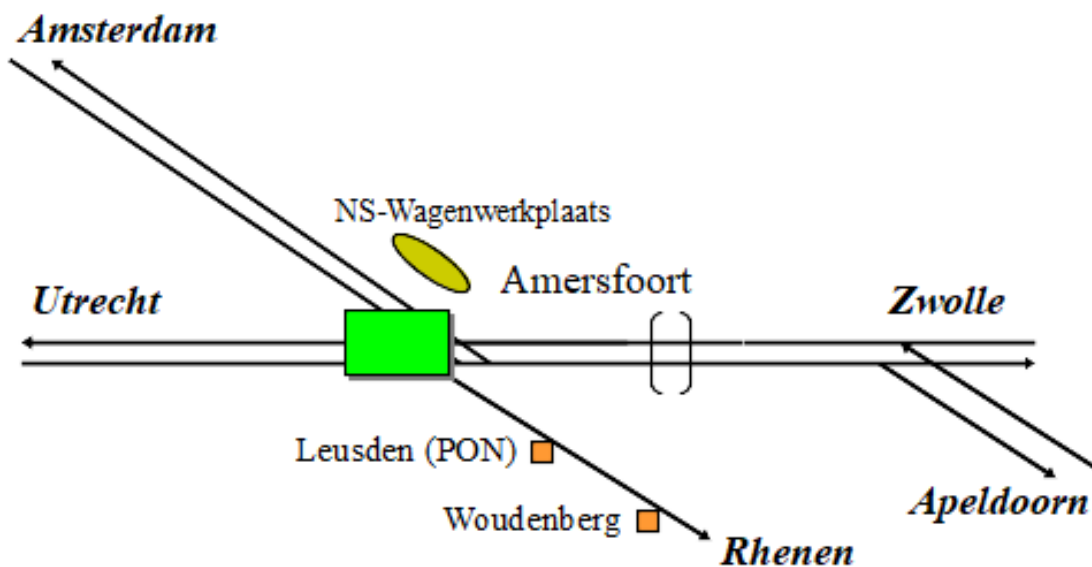 Amsterdam
NS-Wagenwerkplaats
Amersfoort
Utrecht
Zwolle
Leusden (PON)
Apeldoorn
Woudenberg
Rhenen